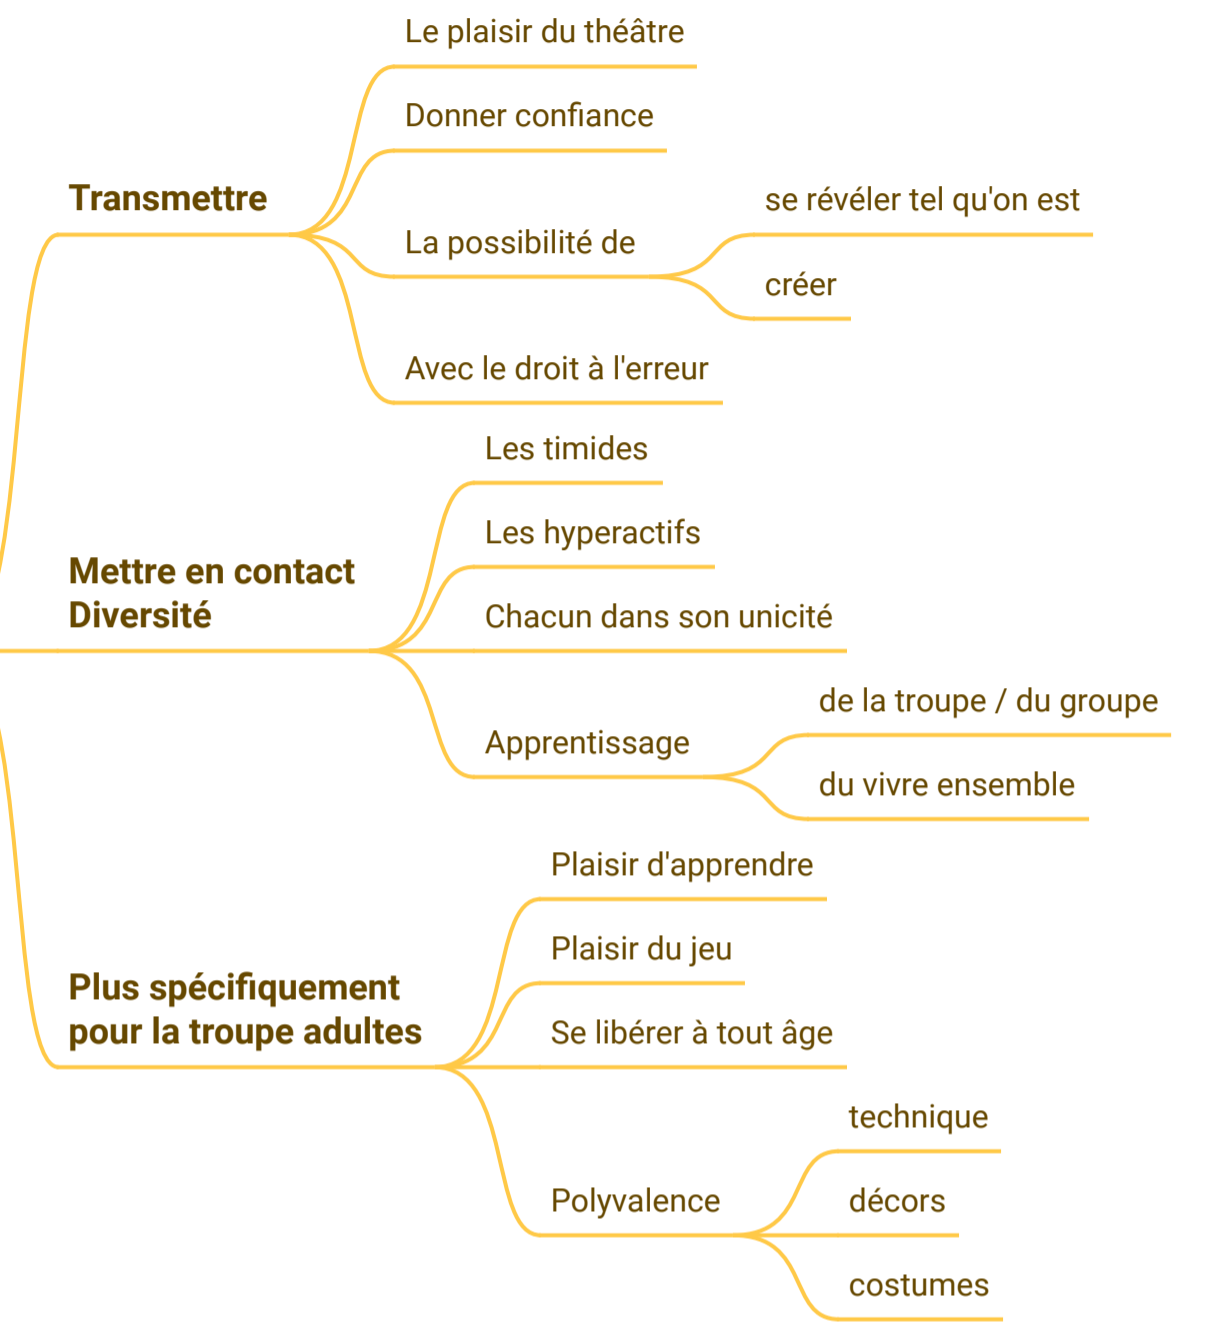 Transmettre
Le plaisir du théâtre
Donner confiance
La possibilité de
se révéler tel qu'on est
créer
Avec le droit à l'erreur
Mettre en contact
Diversité
Les timides
Les hyperactifs
Chacun dans son unicité
Apprentissage
de la troupe / du groupe
du vivre ensemble
Plus spécifiquement
pour la troupe adultes
Plaisir d'apprendre
Plaisir du jeu
Se libérer à tout âge
Polyvalence
technique
décors
costumes